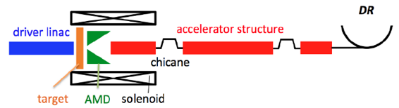 DR
driver linac
accelerator structure
chicane
target
AMD
solenoid